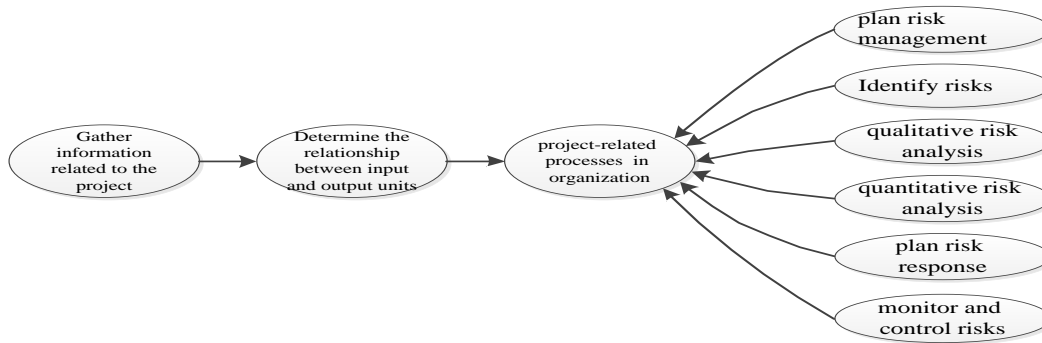 Gather
information
related to the
project
Determine the
relationship
between input
and output units
project-related
processes in
organization
plan risk
management
Identify risks
qualitative risk
analysis
quantitative risk
analysis
plan risk
response
monitor and
control risks